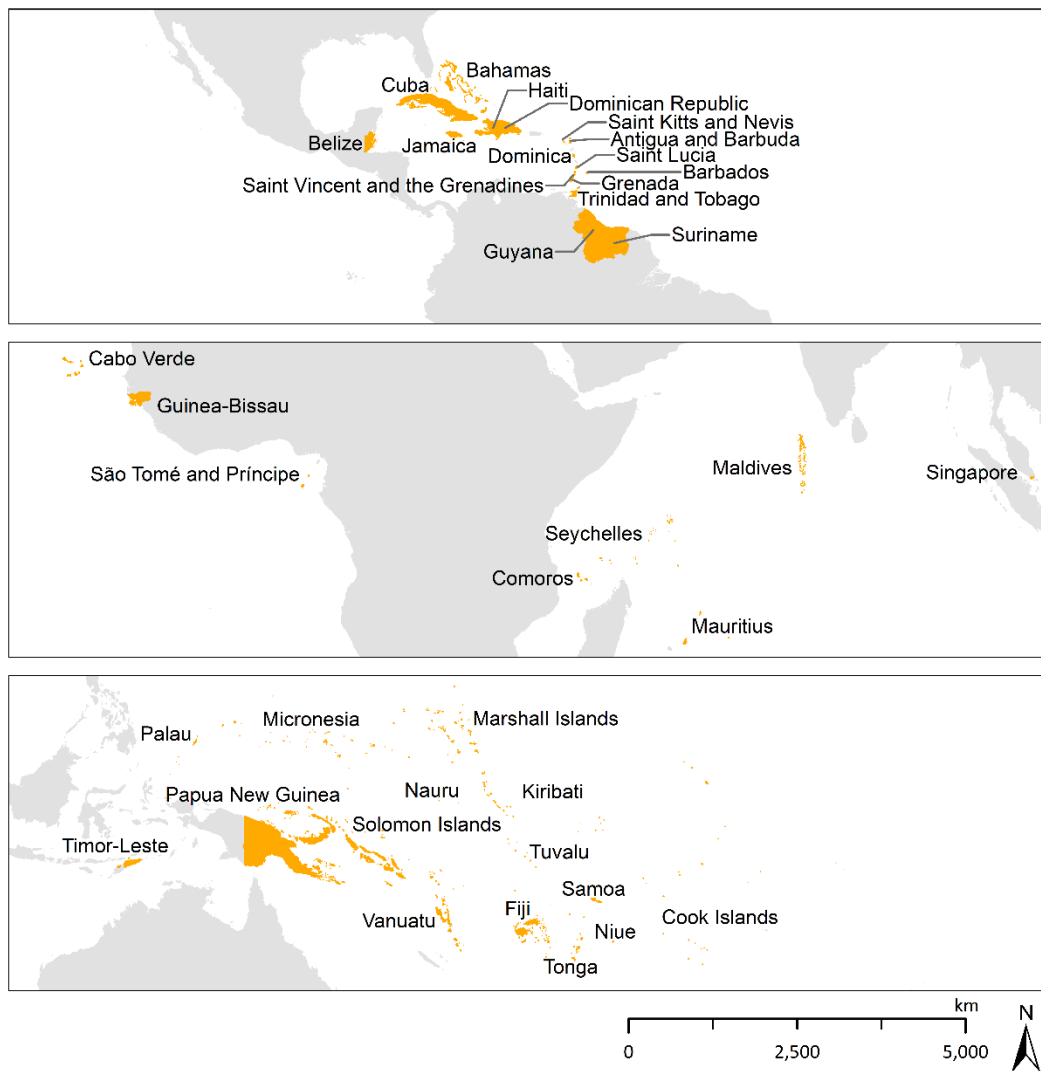 Bahamas
Cuba
Haiti
Dominican Republic
Saint Kitts and Nevis
Belize
Jamaica
Antigua and Barbuda
Dominica
Saint Lucia
Barbados
Saint Vincent and the Grenadines
Grenada
Trinidad and Tobago
Guyana
Suriname
Cabo Verde
Guinea-Bissau
São Tomé and Príncipe
Maldives
Singapore
Seychelles
Comoros
Mauritius
Palau
Micronesia
Marshall Islands
Papua New Guinea
Nauru
Kiribati
Solomon Islands
Timor-Leste
Tuvalu
Samoa
Vanuatu
Fiji
Niue
Cook Islands
Tonga
km
N
0
2,500
5,000